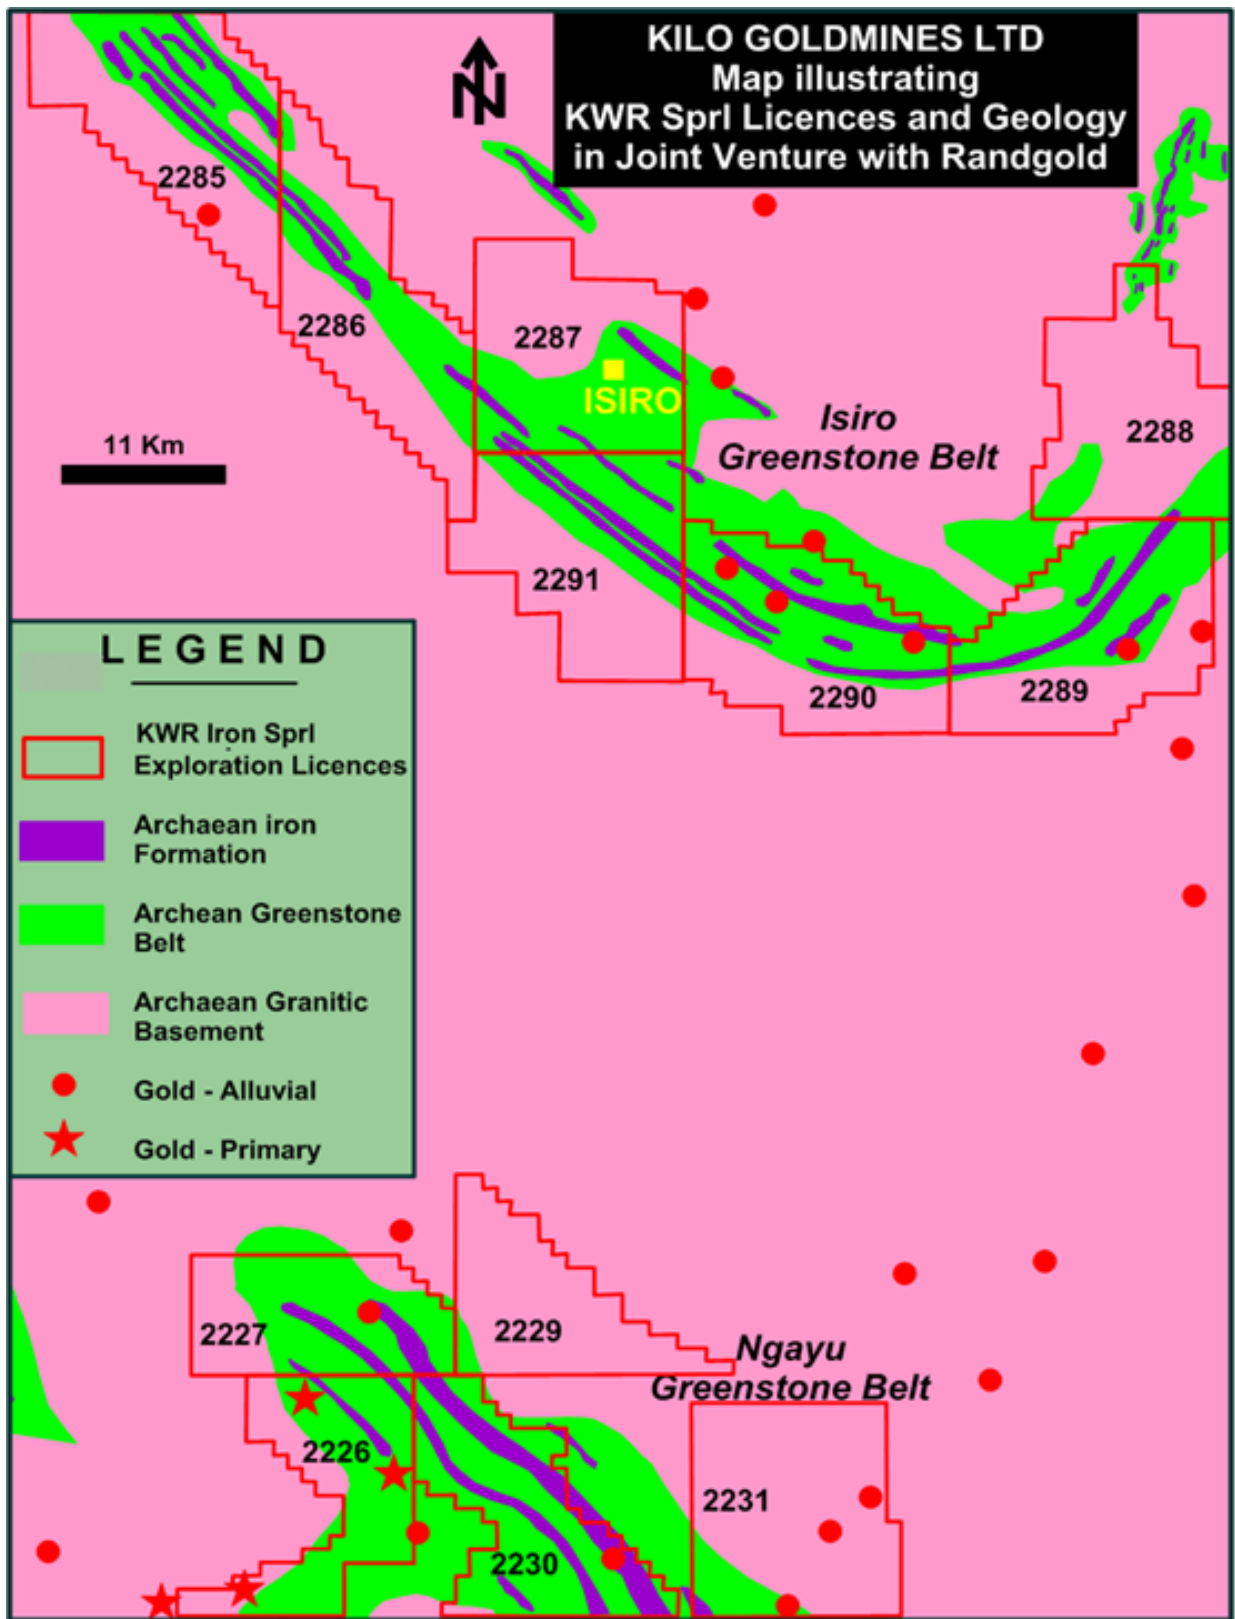 KILO GOLDMINES LTD
Map illustrating
KWR Sprl Licences and Geology
in Joint Venture with Randgold
N
2285
2286
2287
ISIRO
Isiro
Greenstone Belt
2288
11 Km
2291
2290
2289
LEGEND
KWR Iron Sprl
Exploration Licences
Archaean iron
Formation
Archean Greenstone
Belt
Archaean Granitic
Basement
Gold - Alluvial
Gold - Primary
2227
2229
Ngayu
Greenstone Belt
2226
2231
2230